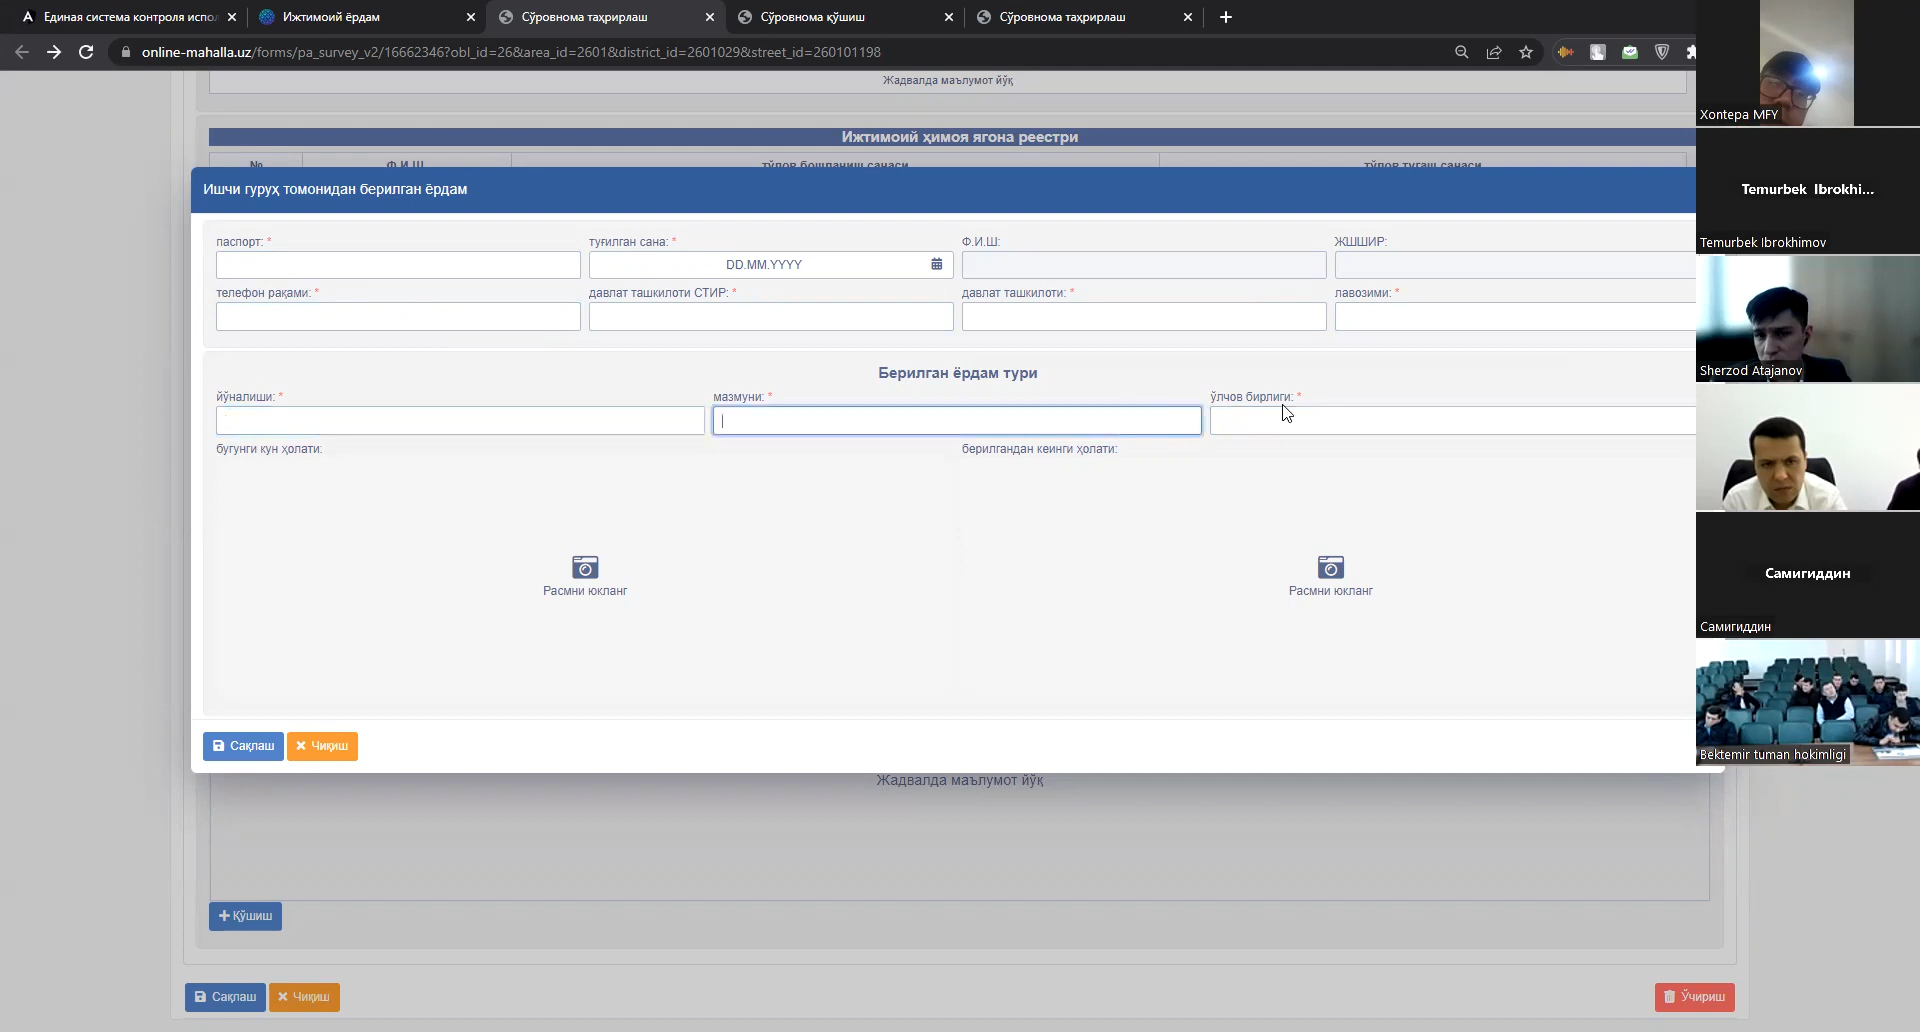 Единая система контроля испол
Ижтимоий ёрдам
Сўровнома таҳрирлаш
Сўровнома қўшиш
Сўровнома таҳрирлаш
online-mahalla.uz/forms/pa_survey_v2/16662346?obl_id=26&area_id=2601&district_id=2601029&street_id=260101198
Жадвалда маълумот йўқ
Ижтимоий ҳимоя ягона реестри
№ Ф.И.Ш тўлов бошланиш санаси тўлов тугаш санаси
Ишчи гуруҳ томонидан берилган ёрдам
паспорт: * туғилган сана: * Ф.И.Ш: ЖШШИР:
DD.MM.YYYY
телефон рақами: * давлат ташкилоти СТИР: * давлат ташкилоти: * лавозими: *
Берилган ёрдам тури
йўналиши: * мазмуни: * ўлчов бирлиги: *
бугунги кун ҳолати: берилгандан кейинги ҳолати:
Расмни юкланг Расмни юкланг
Сақлаш Чиқиш
Жадвалда маълумот йўқ
Қўшиш
Сақлаш Чиқиш Ўчириш
Xontepa MFY
Temurbek Ibrokhi...
Temurbek Ibrokhimov
Sherzod Atajanov
Самигиддин
Самигиддин
Bektemir tuman hokimligi